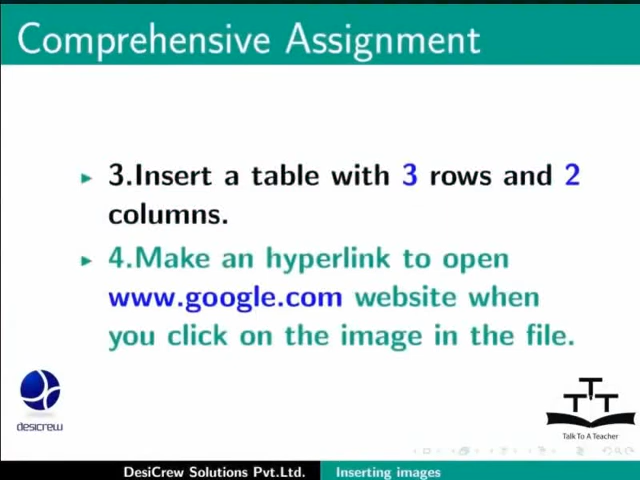 Comprehensive Assignment
3.Insert a table with 3 rows and 2
columns.
4.Make an hyperlink to open
www.google.com website when
you click on the image in the file.
desicrew
TTT
Talk To A Teacher
DesiCrew Solutions Pvt.Ltd. Inserting images